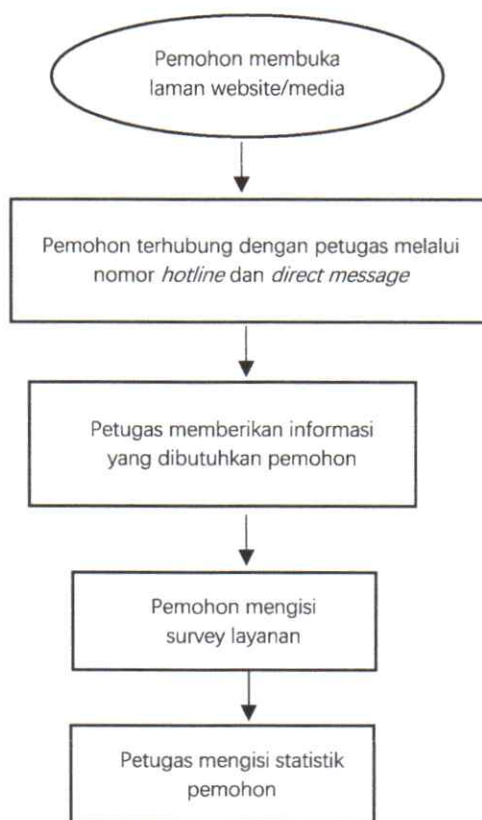 Pemohon membuka
laman website/media
Pemohon terhubung dengan petugas melalui
nomor hotline dan direct message
Petugas memberikan informasi
yang dibutuhkan pemohon
Pemohon mengisi
survey layanan
Petugas mengisi statistik
pemohon